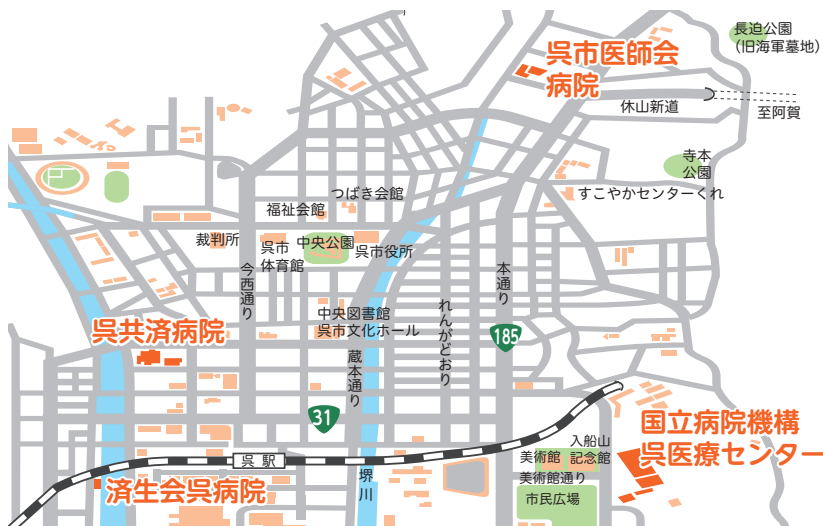 長迫公園
（旧海軍墓地）
呉市医師会
病院
休山新道
至阿賀
寺本
公園
すこやかセンターくれ
つばき会館
福祉会館
裁判所
呉市
体育館
中央公園
呉市役所
今西通り
本通り
中央図書館
呉市文化ホール
れんがどおり
185
呉共済病院
蔵本通り
31
国立病院機構
呉医療センター
入船山
記念館
美術館
美術館通り
市民広場
呉駅
堺川
済生会呉病院